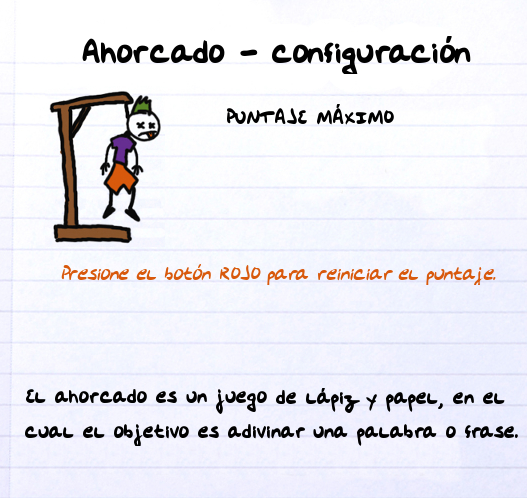 Ahorcado - configuración
PUNTAJE MÁXIMO
Presione el botón ROJO para reiniciar el puntaje.
El ahorcado es un juego de lápiz y papel, en el
cual el objetivo es adivinar una palabra o frase.